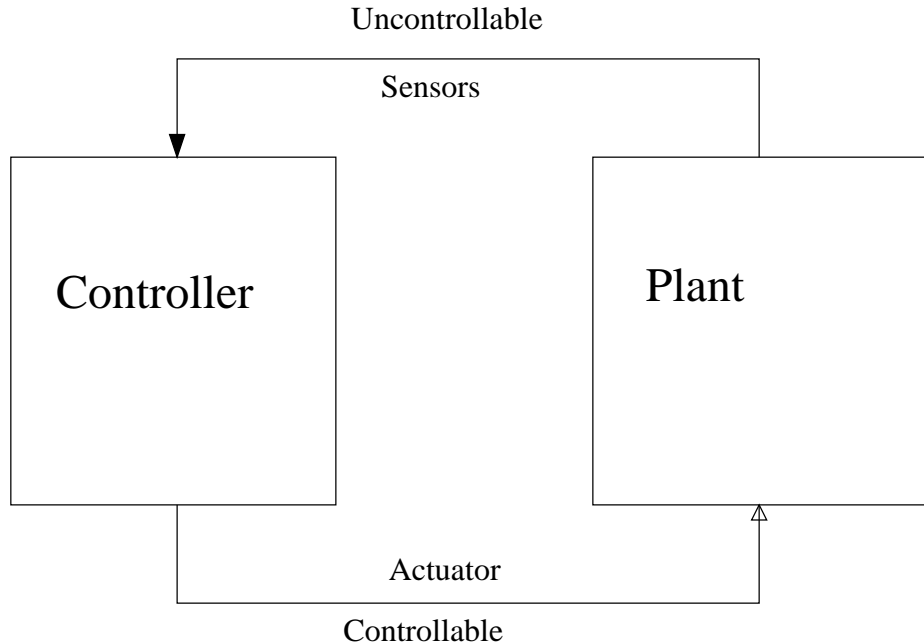 Uncontrollable
Sensors
Controller
Plant
Actuator
Controllable